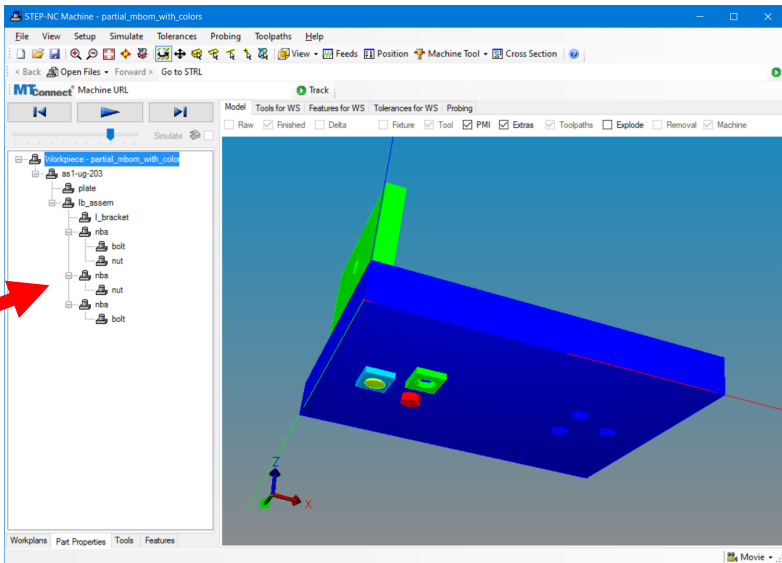 STEP-NC Machine - partial_mbom_with_colors
File View Setup Simulate Tolerances Probing Toolpaths Help
View Feeds Position Machine Tool Cross Section
< Back Open Files Forward > Go to STRL
MTconnect® Machine URL Track
Simulate
Model Tools for WS Features for WS Tolerances for WS Probing
Raw Finished Delta Fixture Tool PMI Extras Toolpaths Explode Removal Machine
Workpiece - partial_mbom_with_color
as1-ug-203
plate
lb_assem
l_bracket
nba
bolt
nut
nba
nut
nba
bolt
Z
X
Workplans Part Properties Tools Features
Movie